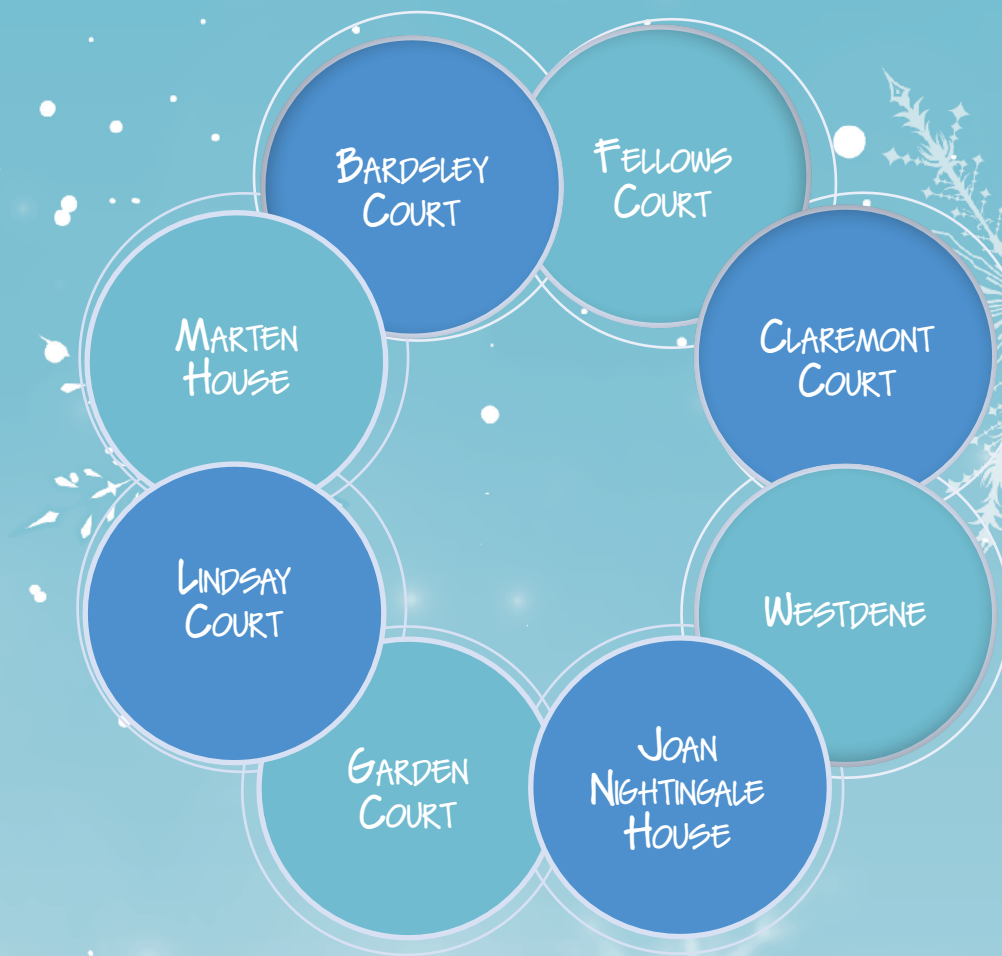 Bardsley
Court
Fellows
Court
Claremont
Court
Westdene
Joan
Nightingale
House
Garden
Court
Lindsay
Court
Marten
House